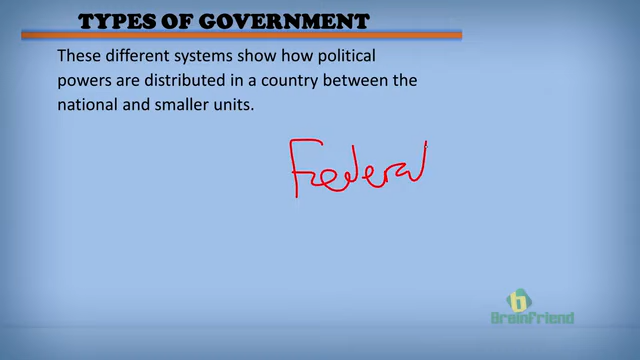 TYPES OF GOVERNMENT
These different systems show how political
powers are distributed in a country between the
national and smaller units.
Federal
BrainFriend